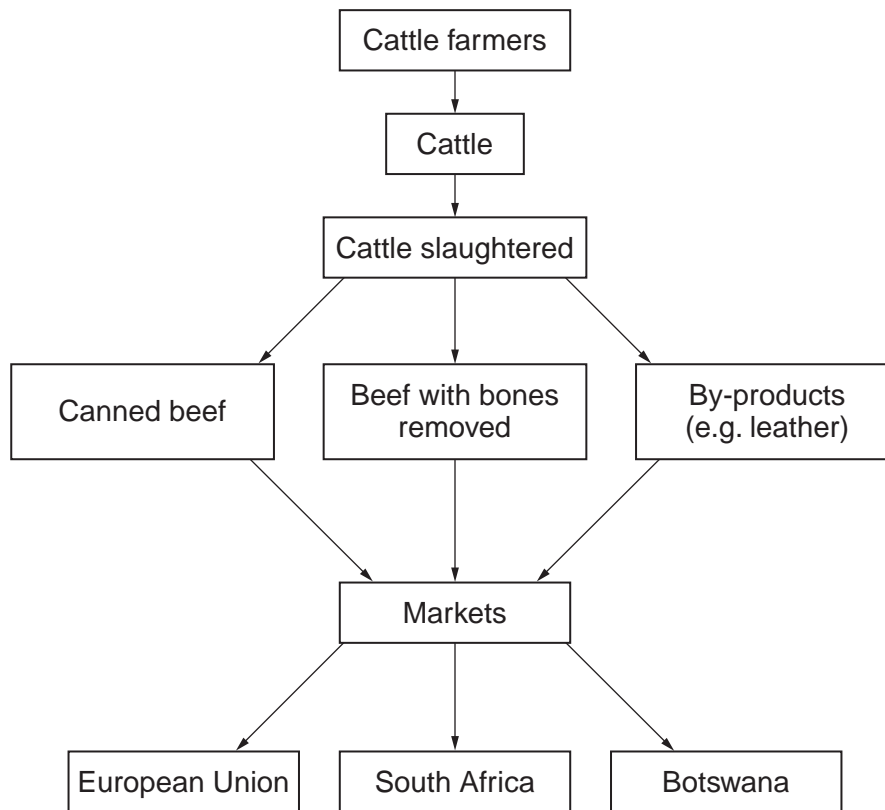 Cattle farmers
Cattle
Cattle slaughtered
Canned beef
Beef with bones
removed
By-products
(e.g. leather)
Markets
European Union
South Africa
Botswana